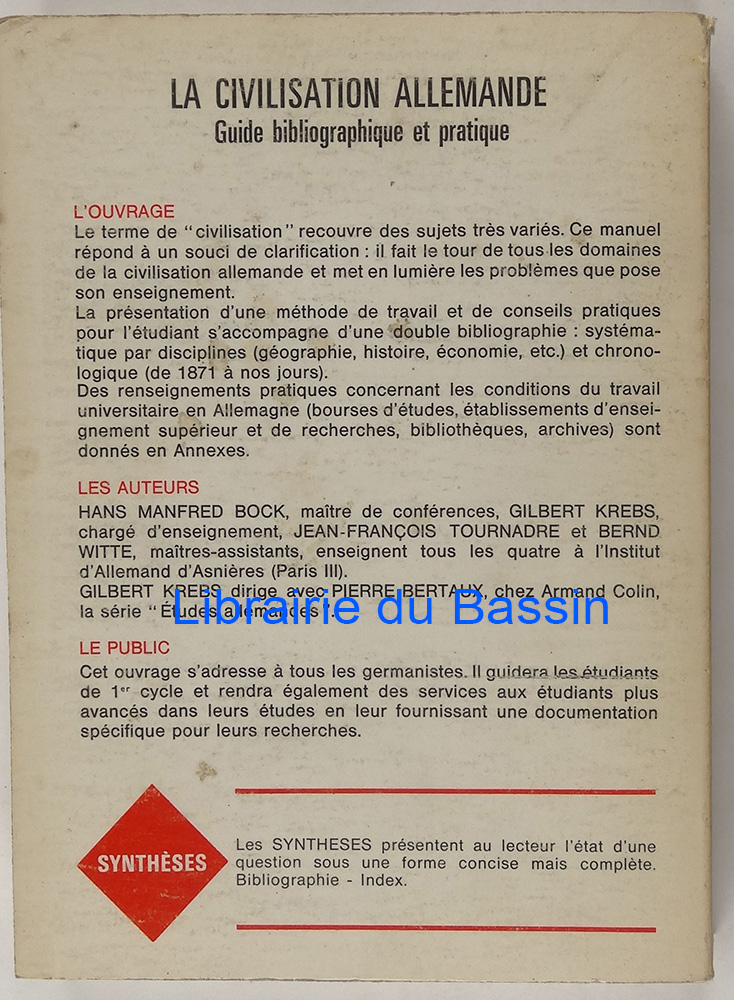 LA CIVILISATION ALLEMANDE
Guide bibliographique et pratique
L'OUVRAGE
Le terme de "civilisation" recouvre des sujets très variés. Ce manuel
répond à un souci de clarification : il fait le tour de tous les domaines
de la civilisation allemande et met en lumière les problèmes que pose
son enseignement.
La présentation d'une méthode de travail et de conseils pratiques
pour l'étudiant s'accompagne d'une double bibliographie : systéma-
tique par disciplines (géographie, histoire, économie, etc.) et chrono-
logique (de 1871 à nos jours).
Des renseignements pratiques concernant les conditions du travail
universitaire en Allemagne (bourses d'études, établissements d'ensei-
gnement supérieur et de recherches, bibliothèques, archives) sont
donnés en Annexes.
LES AUTEURS
HANS MANFRED BOCK, maître de conférences, GILBERT KREBS,
chargé d'enseignement, JEAN-FRANÇOIS TOURNADRE et BERND
WITTE, maîtres-assistants, enseignent tous les quatre à l'Institut
d'Allemand d'Asnières (Paris III).
GILBERT KREBS dirige avec PIERRE BERTAUX, chez Armand Colin,
la série "Études allemandes".
Librairie du Bassin
LE PUBLIC
Cet ouvrage s'adresse à tous les germanistes. Il guidera les étudiants
de 1er cycle et rendra également des services aux étudiants plus
avancés dans leurs études en leur fournissant une documentation
spécifique pour leurs recherches.
SYNTHÈSES
Les SYNTHESES présentent au lecteur l'état d'une
question sous une forme concise mais complète.
Bibliographie - Index.